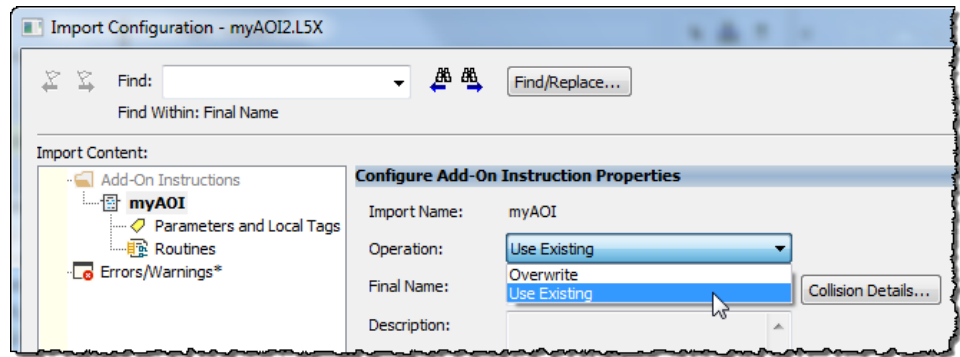 Import Configuration - myAOI2.L5X
Find:
Find/Replace...
Find Within: Final Name
Import Content:
Add-On Instructions
myAOI
Parameters and Local Tags
Routines
Errors/Warnings*
Configure Add-On Instruction Properties
Import Name: myAOI
Operation: Use Existing
Overwrite
Use Existing
Final Name:
Collision Details...
Description: